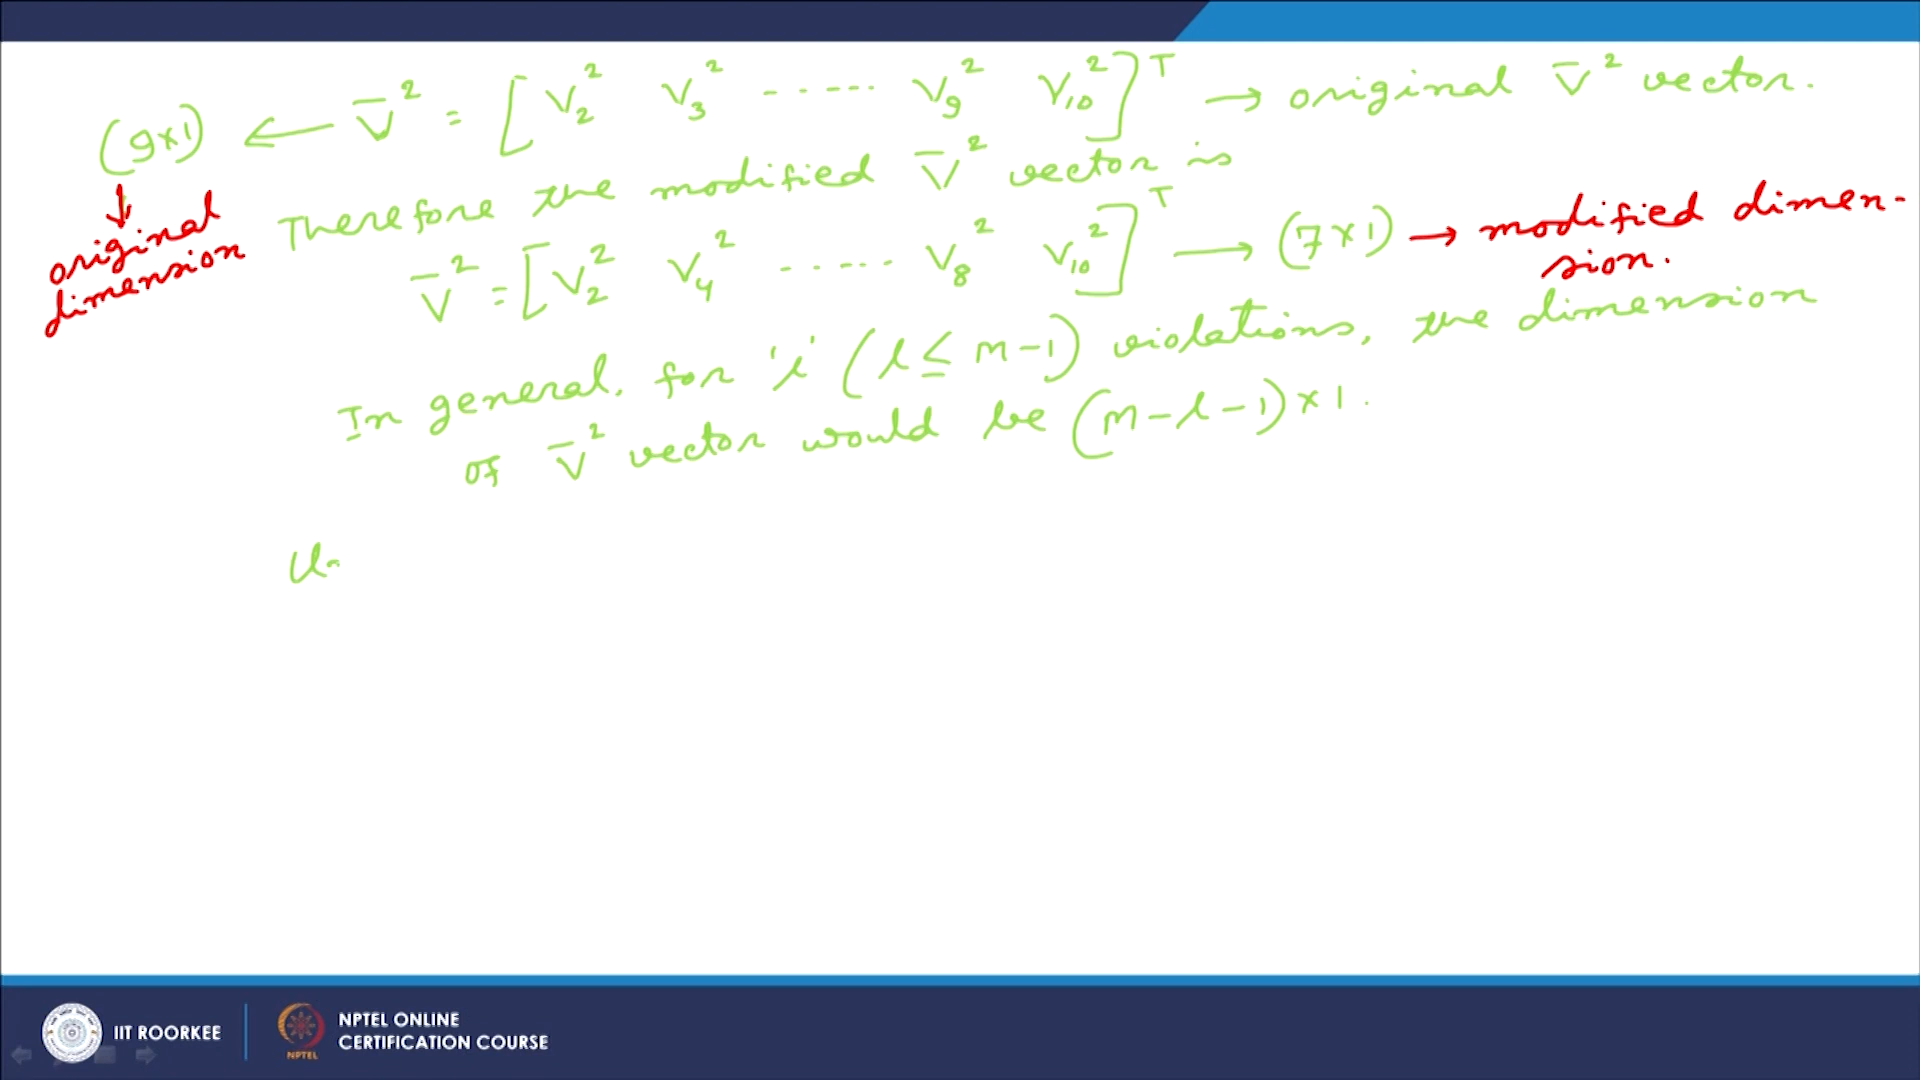 (9×1) ← V̅² = [V₂² V₃² ...... V₉² V₁₀²]ᵀ → original V̅² vector.
↓
original
dimension
Therefore the modified V̅² vector is
V̅² = [V₂² V₄² ...... V₈² V₁₀²]ᵀ → (7×1) → modified dimen-
sion.
In general, for 'l' (l ≤ m-1) violations, the dimension
of V̅² vector would be (m-l-1)×1.
IIT ROORKEE
NPTEL
NPTEL ONLINE
CERTIFICATION COURSE